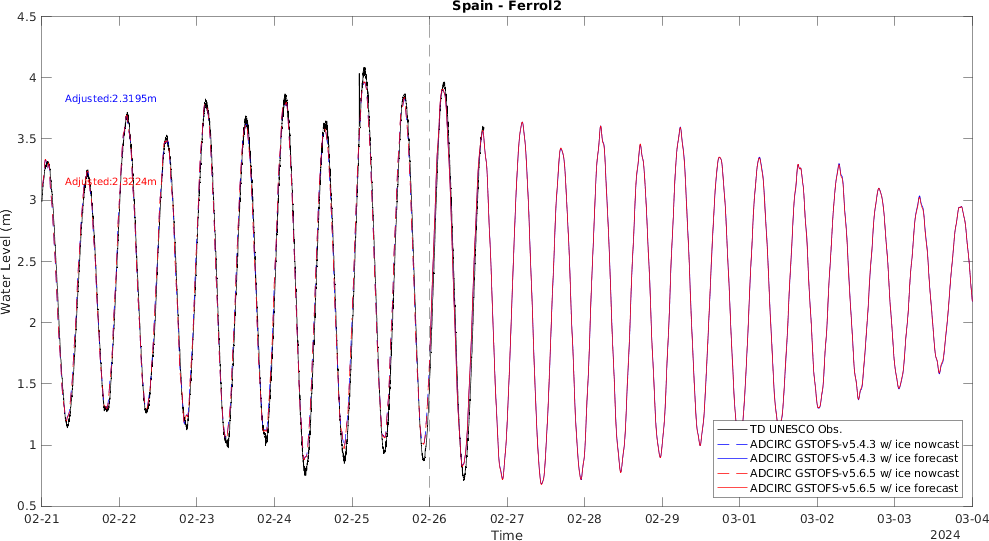 Spain - Ferrol2
4.5
4
3.5
3
2.5
2
1.5
1
0.5
Water Level (m)
Adjusted:2.3195m
Adjusted:2.3224m
TD UNESCO Obs.
ADCIRC GSTOFS-v5.4.3 w/ ice nowcast
ADCIRC GSTOFS-v5.4.3 w/ ice forecast
ADCIRC GSTOFS-v5.6.5 w/ ice nowcast
ADCIRC GSTOFS-v5.6.5 w/ ice forecast
02-21 02-22 02-23 02-24 02-25 02-26 02-27 02-28 02-29 03-01 03-02 03-03 03-04
Time
2024